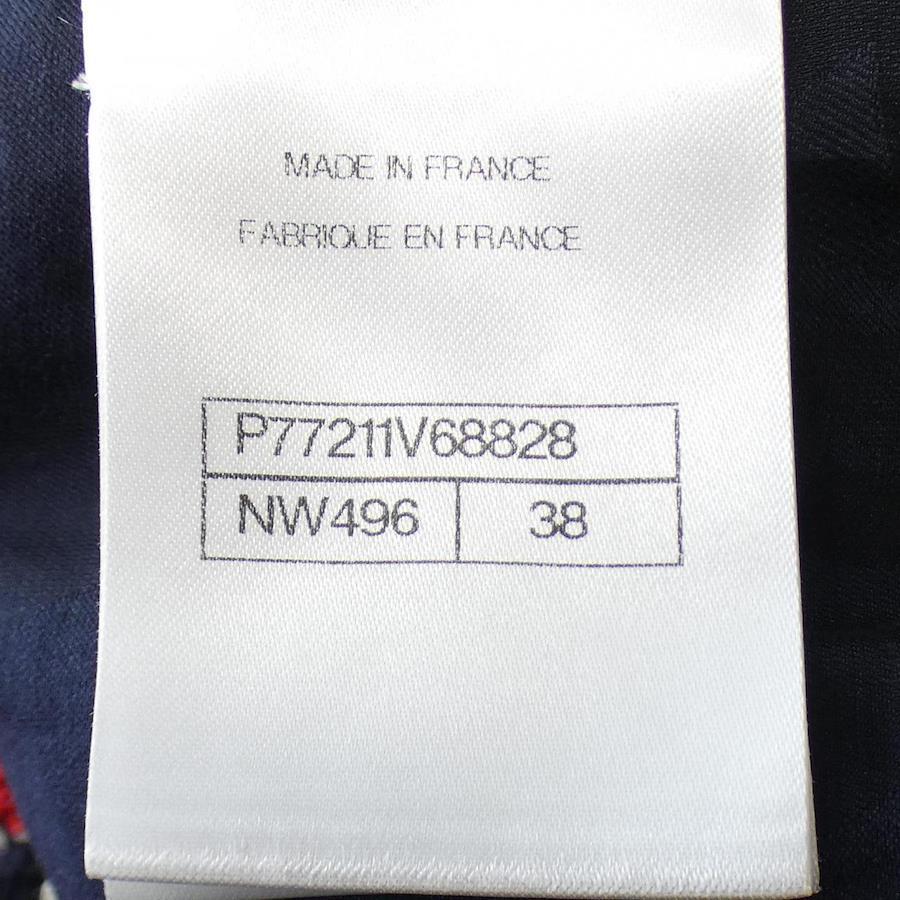 MADE IN FRANCE
FABRIQUE EN FRANCE
P77211V68828
NW496 38